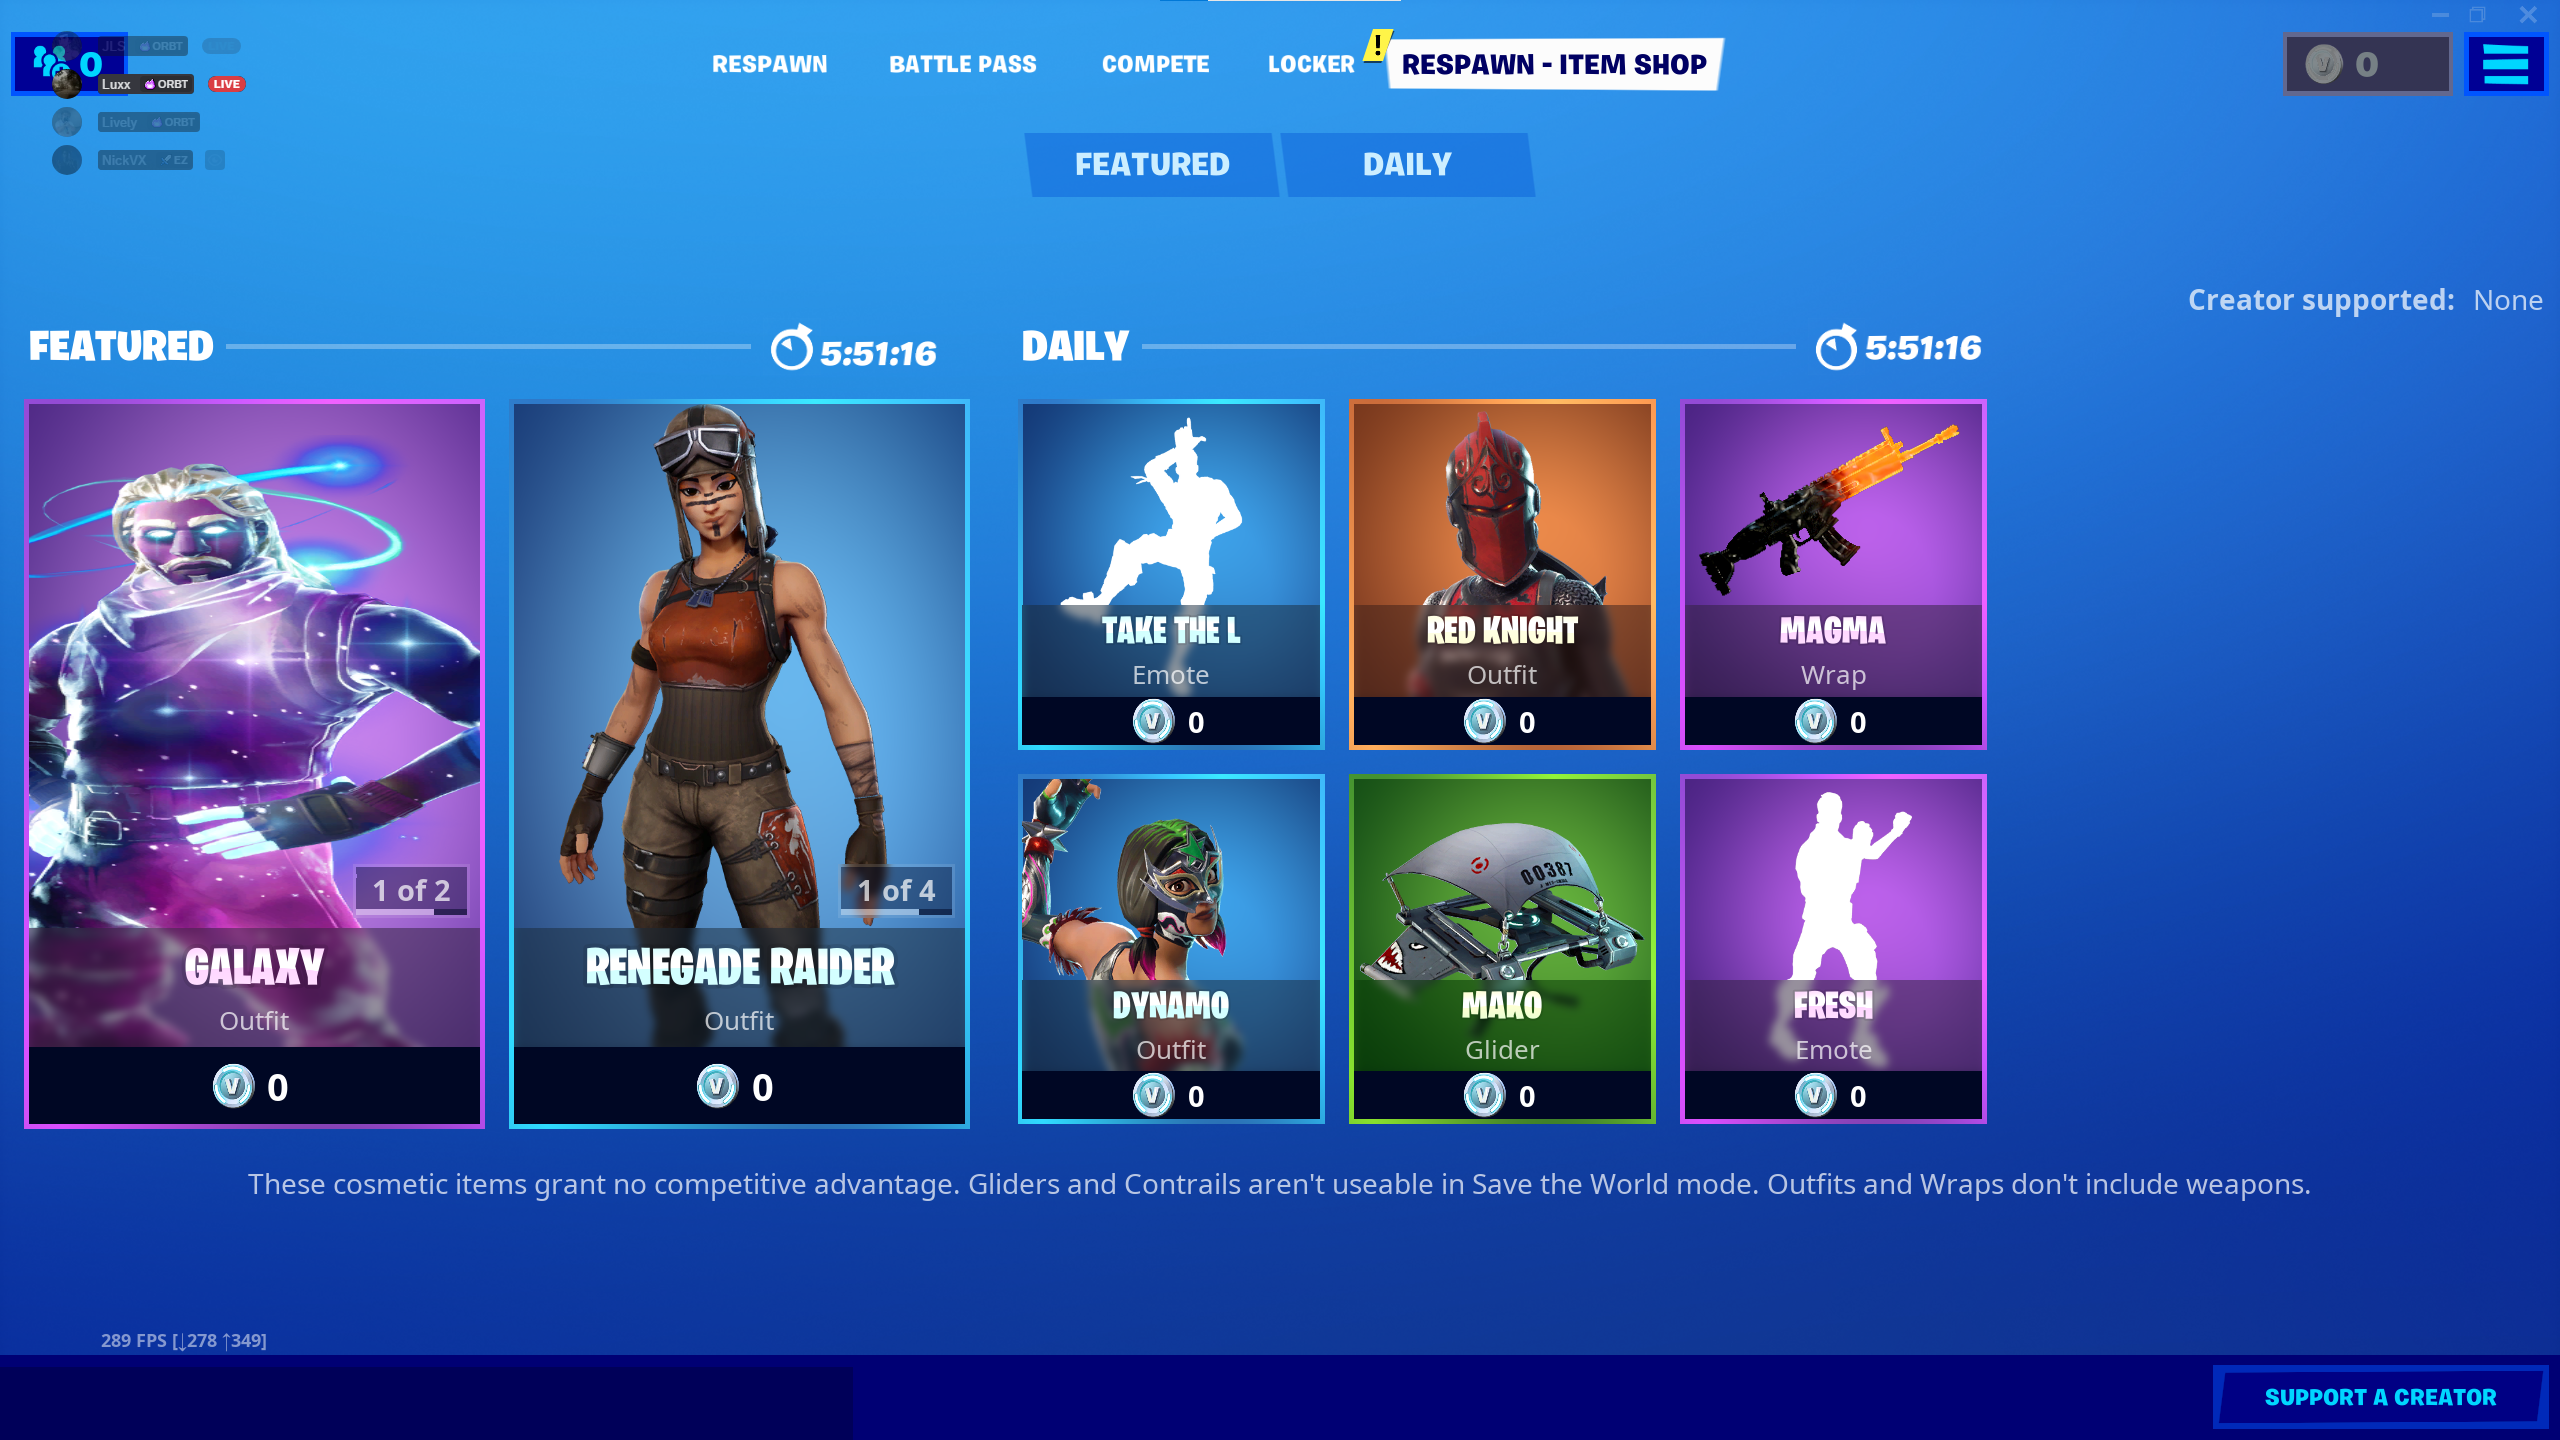 JLS ORBT
0
Luxx ORBT LIVE
Lively ORBT
NickVX EZ
RESPAWN BATTLE PASS COMPETE LOCKER ! RESPAWN - ITEM SHOP
0
FEATURED DAILY
Creator supported: None
FEATURED 5:51:16
DAILY 5:51:16
1 of 2
GALAXY
Outfit
0
1 of 4
RENEGADE RAIDER
Outfit
0
TAKE THE L
Emote
0
RED KNIGHT
Outfit
0
MAGMA
Wrap
0
DYNAMO
Outfit
0
00387
MAKO
Glider
0
FRESH
Emote
0
These cosmetic items grant no competitive advantage. Gliders and Contrails aren't useable in Save the World mode. Outfits and Wraps don't include weapons.
289 FPS [↓278 ↑349]
SUPPORT A CREATOR